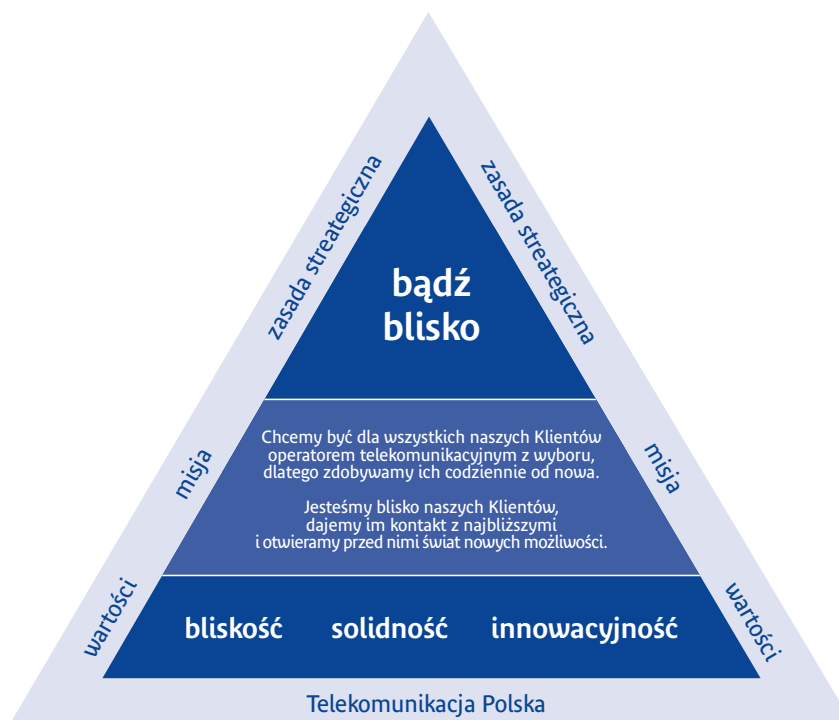 zasada streategiczna
zasada streategiczna
bądź
blisko
misja
Chcemy być dla wszystkich naszych Klientów
operatorem telekomunikacyjnym z wyboru,
dlatego zdobywamy ich codziennie od nowa.
Jesteśmy blisko naszych Klientów,
dajemy im kontakt z najbliższymi
i otwieramy przed nimi świat nowych możliwości.
misja
wartości
bliskość solidność innowacyjność
wartości
Telekomunikacja Polska